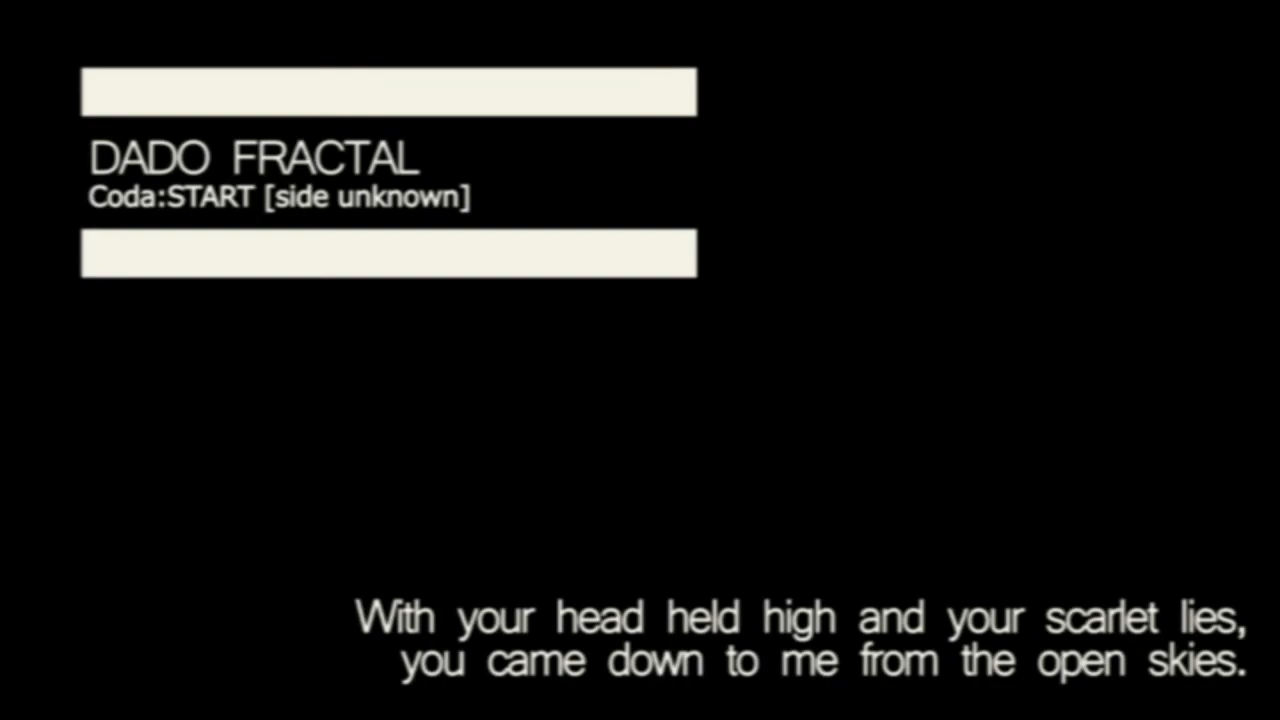 DADO FRACTAL
Coda:START [side unknown]
With your head held high and your scarlet lies,
you came down to me from the open skies.